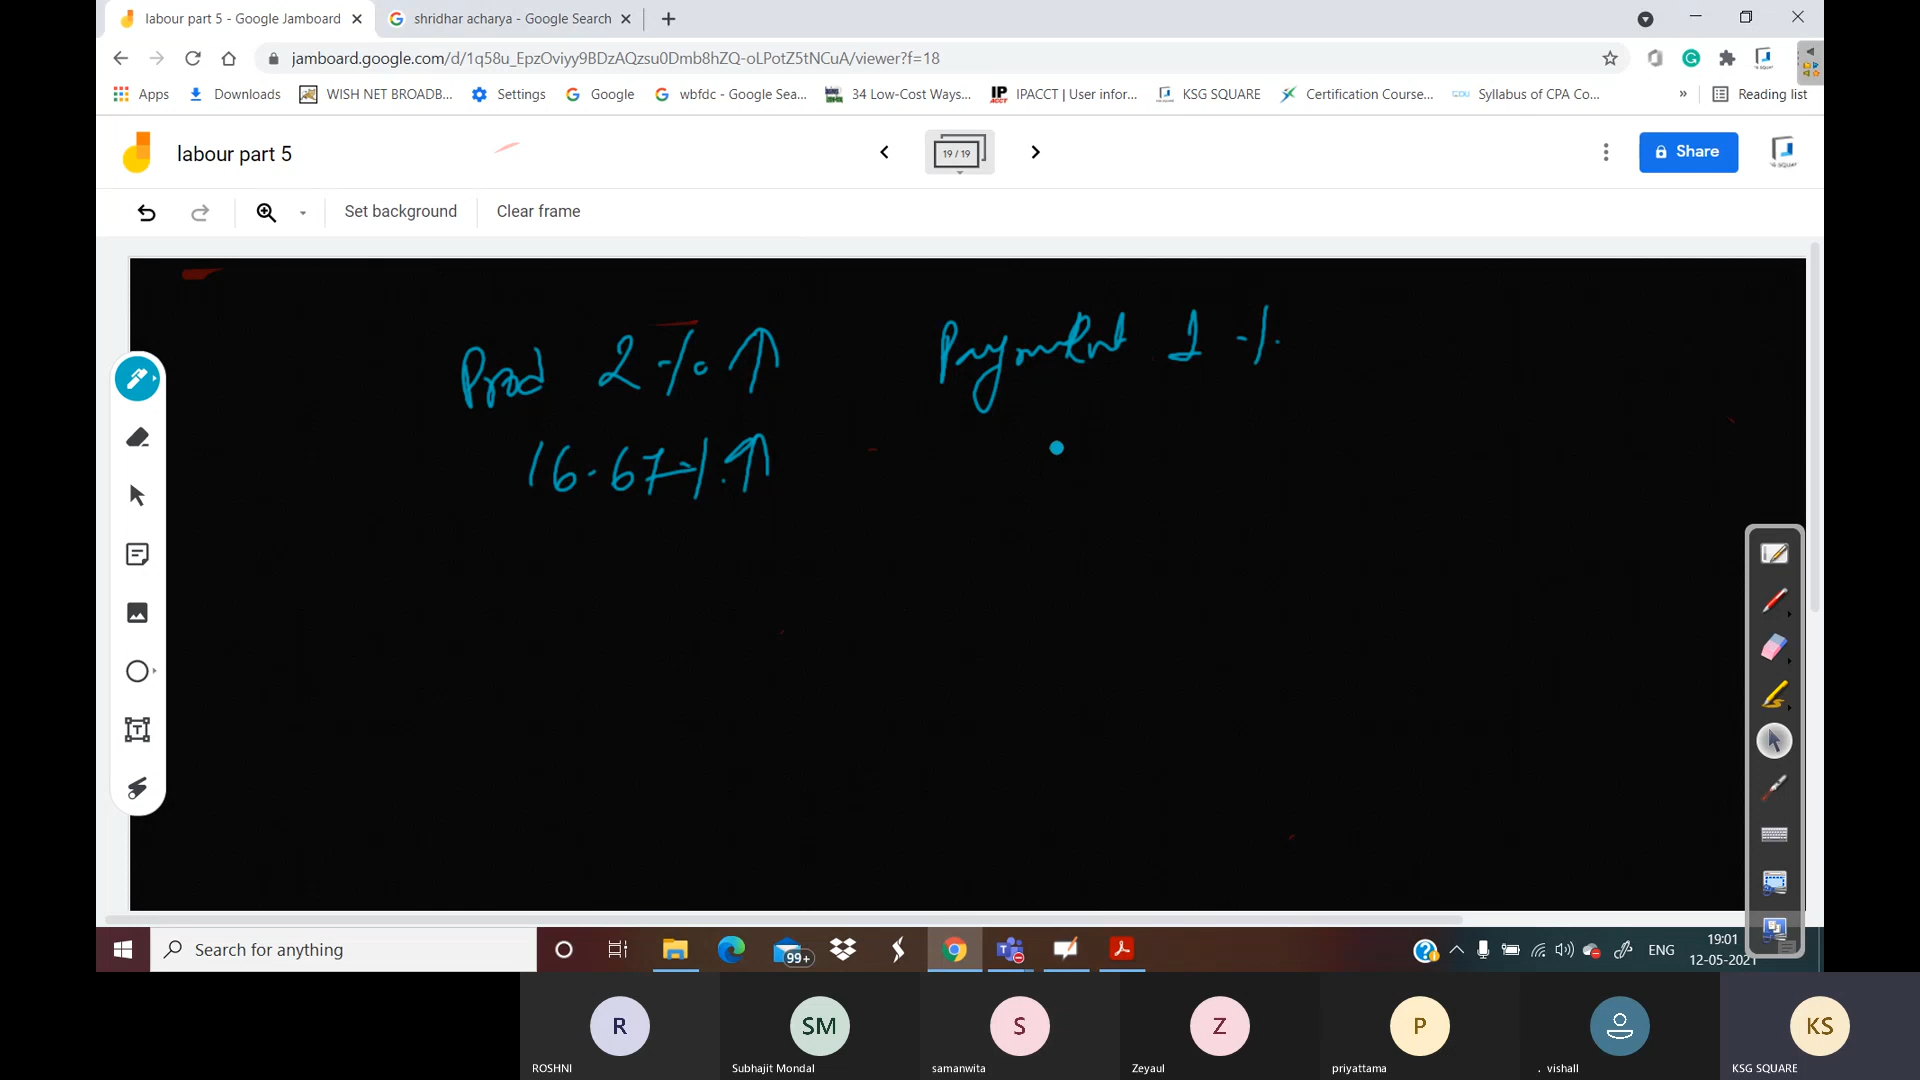 labour part 5 - Google Jamboard
shridhar acharya - Google Search
jamboard.google.com/d/1q58u_EpzOviyy9BDzAQzsu0Dmb8hZQ-oLPotZ5tNCuA/viewer?f=18
Apps
Downloads
WISH NET BROADB...
Settings
Google
wbfdc - Google Sea...
34 Low-Cost Ways...
IPACCT | User infor...
KSG SQUARE
Certification Course...
Syllabus of CPA Co...
»
Reading list
labour part 5
19 / 19
Share
Set background
Clear frame
Prod 2 % ↑
Payment 1 %
16.67% ↑
Search for anything
99+
ENG
19:01
12-05-2021
R
SM
S
Z
P
KS
ROSHNI
Subhajit Mondal
samanwita
Zeyaul
priyattama
. vishall
KSG SQUARE